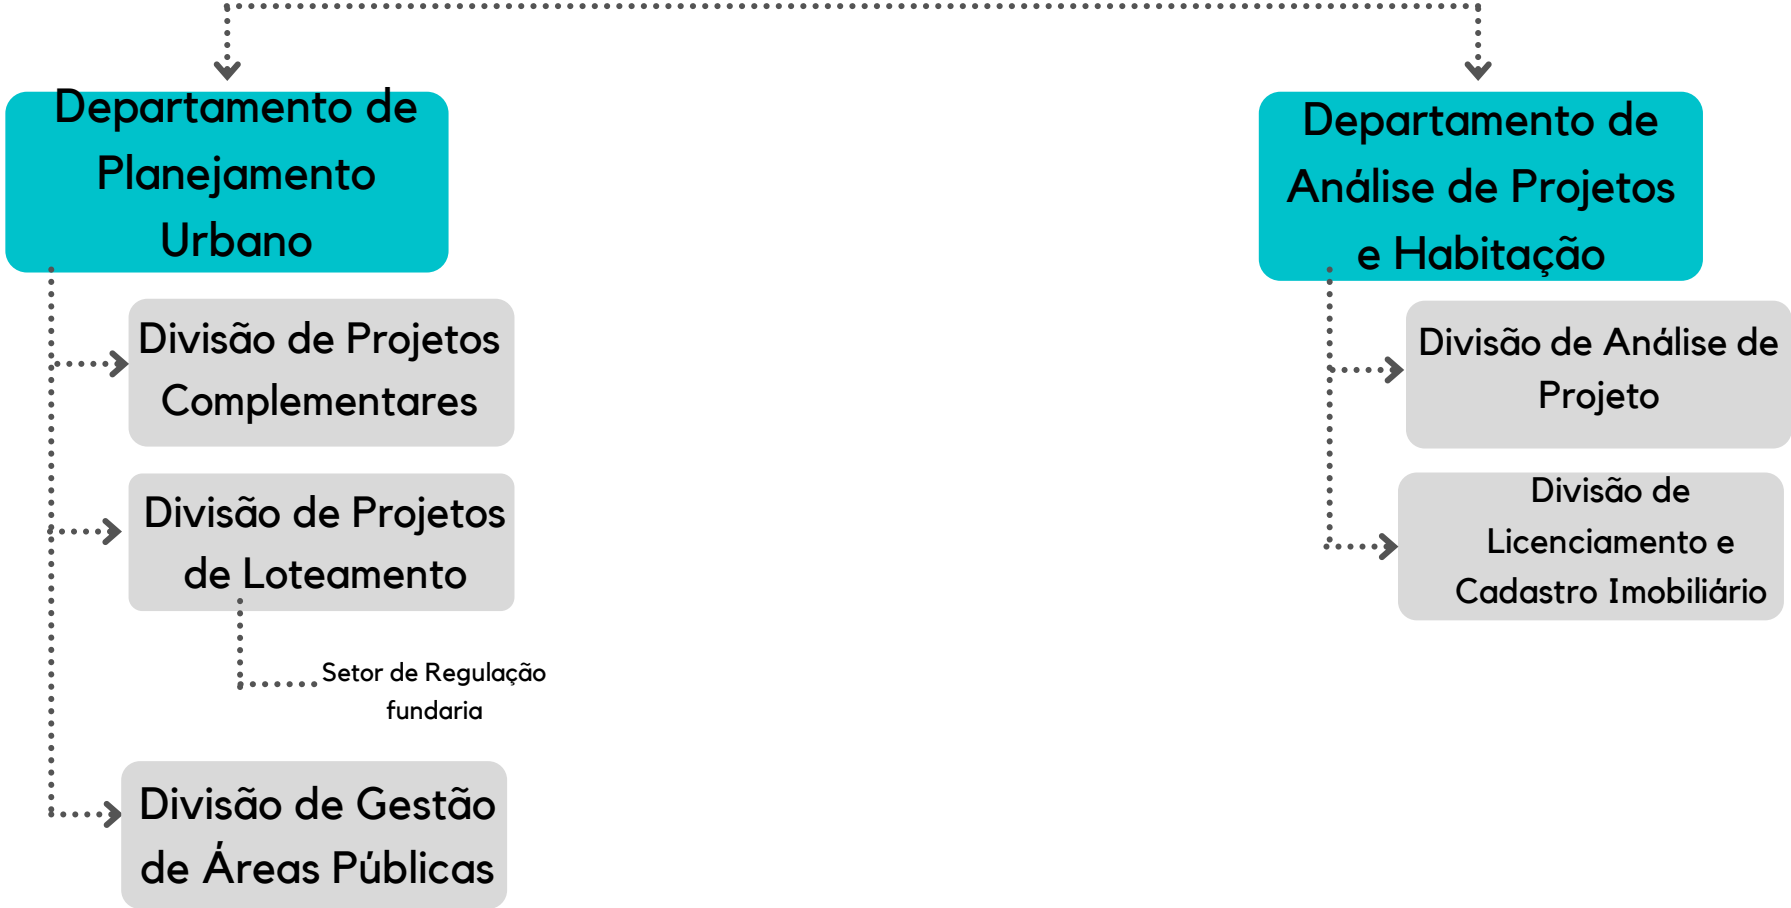 Departamento de
Planejamento
Urbano
Divisão de Projetos
Complementares
Divisão de Projetos
de Loteamento
Setor de Regulação
fundaria
Divisão de Gestão
de Áreas Públicas
Departamento de
Análise de Projetos
e Habitação
Divisão de Análise de
Projeto
Divisão de
Licenciamento e
Cadastro Imobiliário